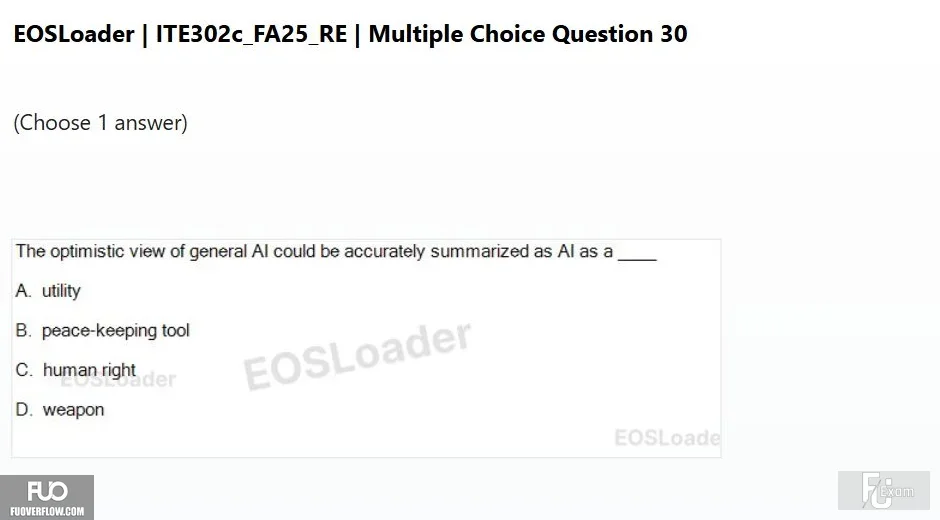 EOSLoader | ITE302c_FA25_RE | Multiple Choice Question 30
(Choose 1 answer)
The optimistic view of general AI could be accurately summarized as AI as a ____
A. utility
B. peace-keeping tool
C. human right
D. weapon
EOSLoader
EOSLoader
EOSLoade
FUO
FUOVERFLOW.COM
Exam